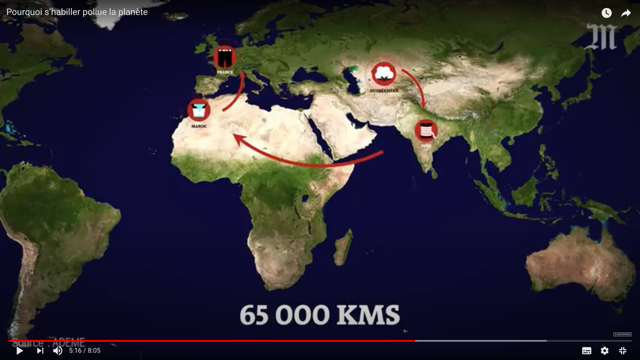 Pourquoi s'habiller pollue la planète
M
FRANCE
OUZBÉKISTAN
MAROC
65 000 KMS
Source : ADEME
5:16 / 8:05